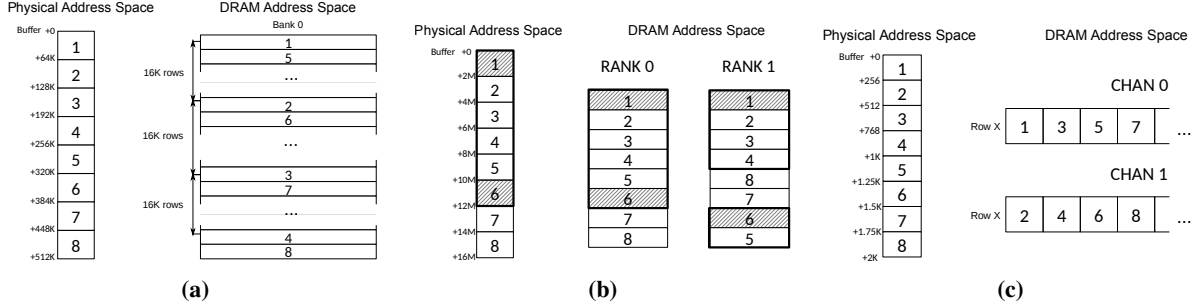 Physical Address Space
DRAM Address Space
Buffer +0
+64K
+128K
+192K
+256K
+320K
+384K
+448K
+512K
1
2
3
4
5
6
7
8
Bank 0
16K rows
16K rows
16K rows
1
5
...
2
6
...
3
7
...
4
8
(a)
Physical Address Space
DRAM Address Space
Buffer +0
+2M
+4M
+6M
+8M
+10M
+12M
+14M
+16M
1
2
3
4
5
6
7
8
RANK 0
1
2
3
4
5
6
7
8
RANK 1
1
2
3
4
8
7
6
5
(b)
Physical Address Space
DRAM Address Space
Buffer +0
+256
+512
+768
+1K
+1.25K
+1.5K
+1.75K
+2K
1
2
3
4
5
6
7
8
CHAN 0
Row X 1 3 5 7 ...
CHAN 1
Row X 2 4 6 8 ...
(c)